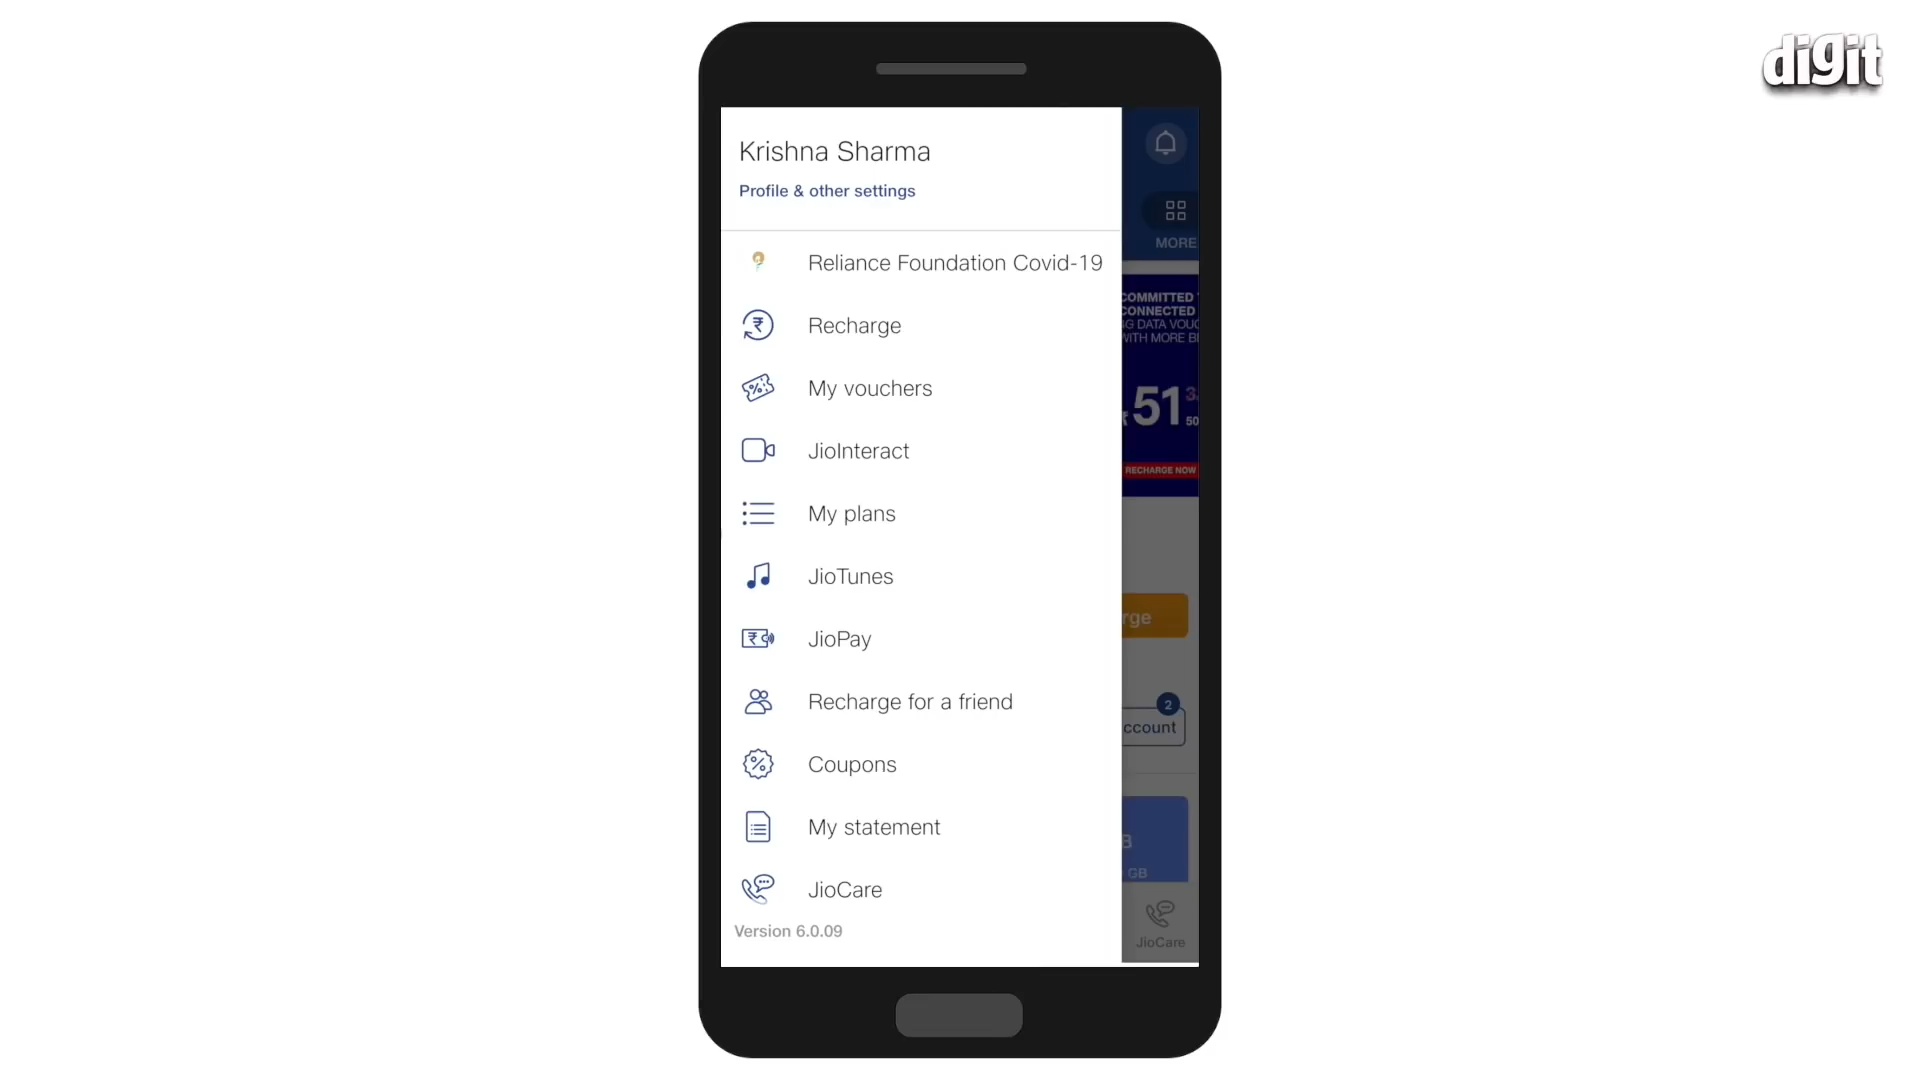 digit
Krishna Sharma
Profile & other settings
Reliance Foundation Covid-19
Recharge
My vouchers
JioInteract
My plans
JioTunes
JioPay
Recharge for a friend
Coupons
My statement
JioCare
Version 6.0.09
MORE
COMMITTED
CONNECTED
DATA
WITH MORE
51
50
RECHARGE NOW
rge
2
ccount
B
GB
JioCare